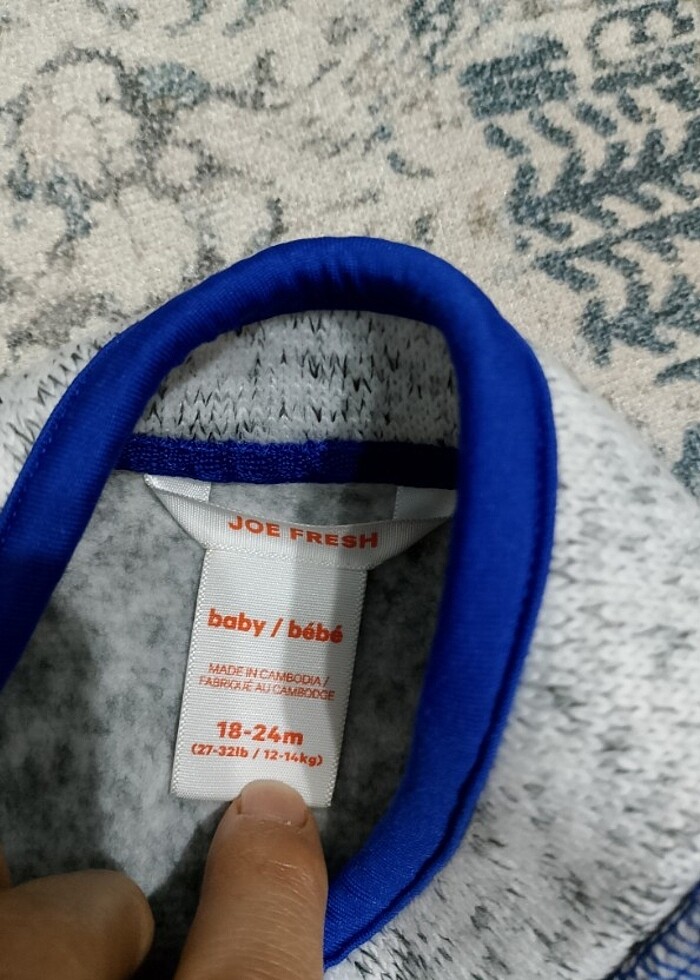 JOE FRESH
baby / bébé
MADE IN CAMBODIA /
FABRIQUÉ AU CAMBODGE
18-24m
(27-32lb / 12-14kg)